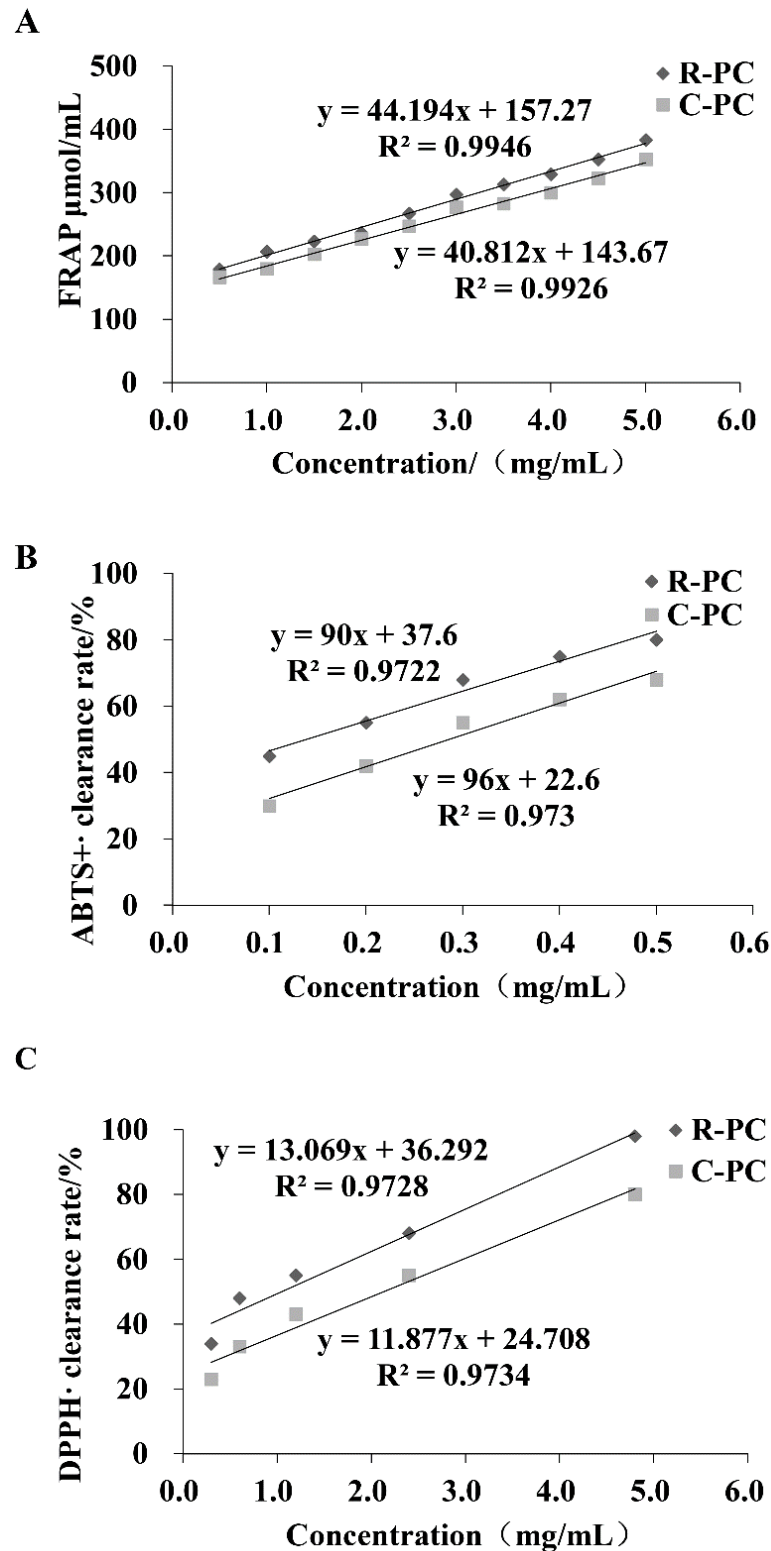 A
500
400
300
200
100
0
FRAP μmol/mL
R-PC
C-PC
y = 44.194x + 157.27
R² = 0.9946
y = 40.812x + 143.67
R² = 0.9926
0.0 1.0 2.0 3.0 4.0 5.0 6.0
Concentration/（mg/mL）
B
100
80
60
40
20
0
ABTS+· clearance rate/%
R-PC
C-PC
y = 90x + 37.6
R² = 0.9722
y = 96x + 22.6
R² = 0.973
0.0 0.1 0.2 0.3 0.4 0.5 0.6
Concentration（mg/mL）
C
100
80
60
40
20
0
DPPH· clearance rate/%
R-PC
C-PC
y = 13.069x + 36.292
R² = 0.9728
y = 11.877x + 24.708
R² = 0.9734
0.0 1.0 2.0 3.0 4.0 5.0 6.0
Concentration（mg/mL）